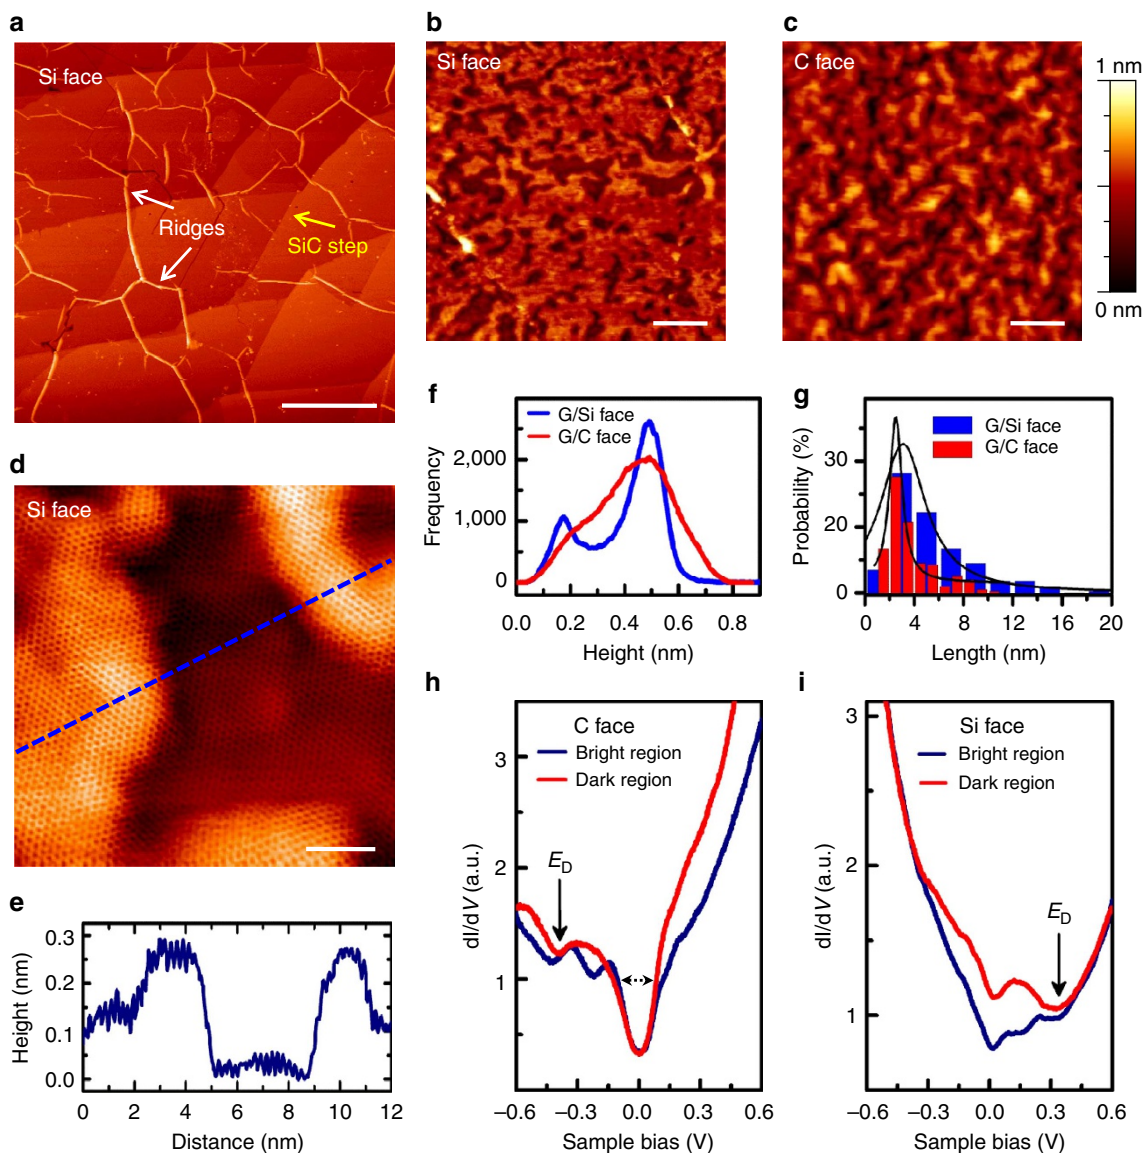 a
Si face
Ridges
SiC step
b
Si face
c
C face
1 nm
0 nm
d
Si face
e
Height (nm)
0.3
0.2
0.1
0.0
0 2 4 6 8 10 12
Distance (nm)
f
G/Si face
G/C face
Frequency
2,000
1,000
0
0.0 0.2 0.4 0.6 0.8
Height (nm)
g
G/Si face
G/C face
Probability (%)
30
20
0
0 4 8 12 16 20
Length (nm)
h
C face
Bright region
Dark region
E_D
dI/dV (a.u.)
3
2
1
−0.6 −0.3 0.0 0.3 0.6
Sample bias (V)
i
Si face
Bright region
Dark region
E_D
dI/dV (a.u.)
3
2
1
−0.6 −0.3 0.0 0.3 0.6
Sample bias (V)